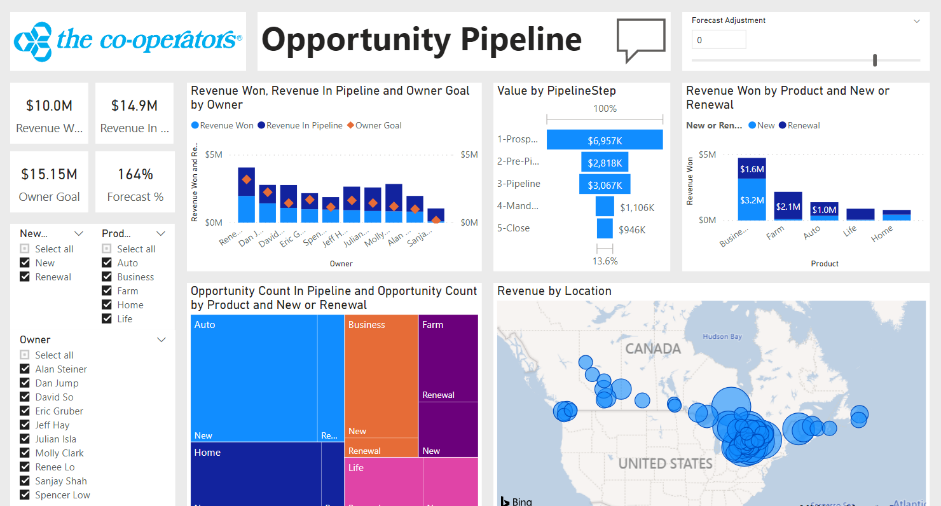 the co-operators®
Opportunity Pipeline
Forecast Adjustment
0
$10.0M
Revenue W...
$14.9M
Revenue In ...
$15.15M
Owner Goal
164%
Forecast %
New...
Select all
New
Renewal
Prod...
Select all
Auto
Business
Farm
Home
Life
Owner
Select all
Alan Steiner
Dan Jump
David So
Eric Gruber
Jeff Hay
Julian Isla
Molly Clark
Renee Lo
Sanjay Shah
Spencer Low
Revenue Won, Revenue In Pipeline and Owner Goal
by Owner
Revenue Won Revenue In Pipeline Owner Goal
Revenue Won and Re..
$5M
$0M
$5M
$0M
Rene...
Dan J...
David...
Eric G...
Spen...
Jeff H...
Julian...
Molly...
Alan ...
Sanja...
Owner
Value by PipelineStep
100%
1-Prosp... $6,957K
2-Pre-Pi... $2,818K
3-Pipeline $3,067K
4-Mand... $1,106K
5-Close $946K
13.6%
Revenue Won by Product and New or
Renewal
New or Ren... New Renewal
Revenue Won
$5M
$0M
$1.6M
$3.2M
$2.1M
$1.0M
Busine...
Farm
Auto
Life
Home
Product
Opportunity Count In Pipeline and Opportunity Count
by Product and New or Renewal
Auto
New
Re...
Home
Business
New
Renewal
Life
Farm
Renewal
New
Revenue by Location
Hudson Bay
CANADA
UNITED STATES
Bing
Atlantic